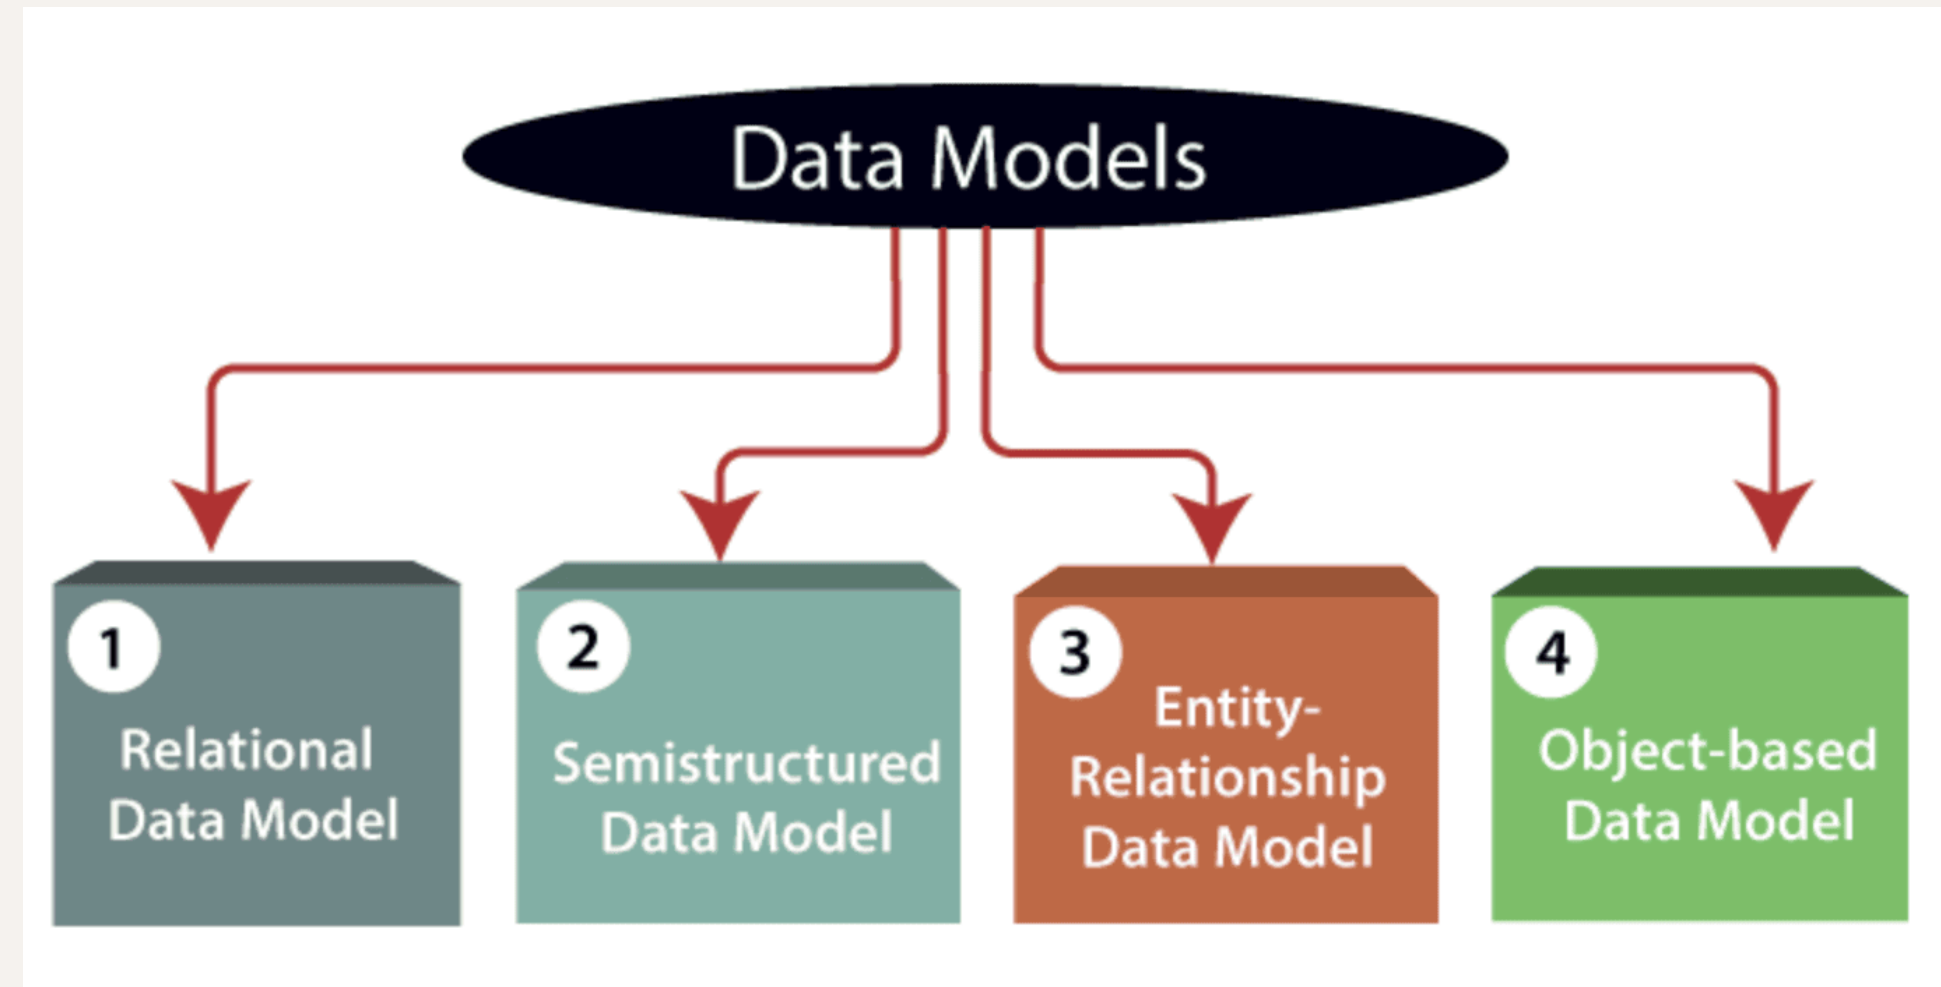 Data Models
1
Relational
Data Model
2
Semistructured
Data Model
3
Entity-
Relationship
Data Model
4
Object-based
Data Model